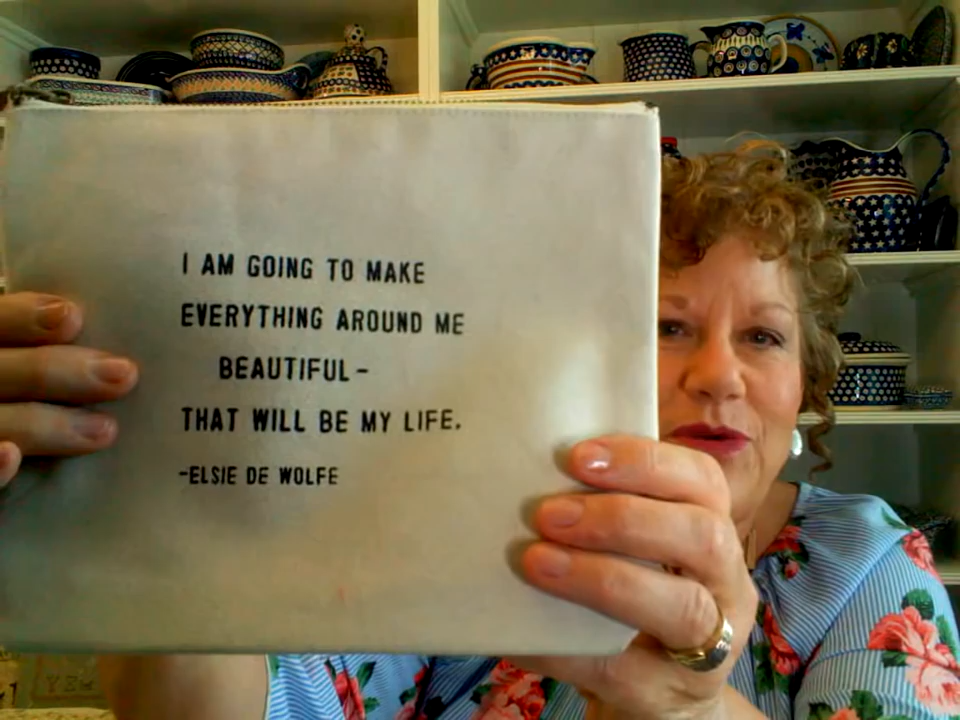 I AM GOING TO MAKE
EVERYTHING AROUND ME
BEAUTIFUL-
THAT WILL BE MY LIFE.
-ELSIE DE WOLFE